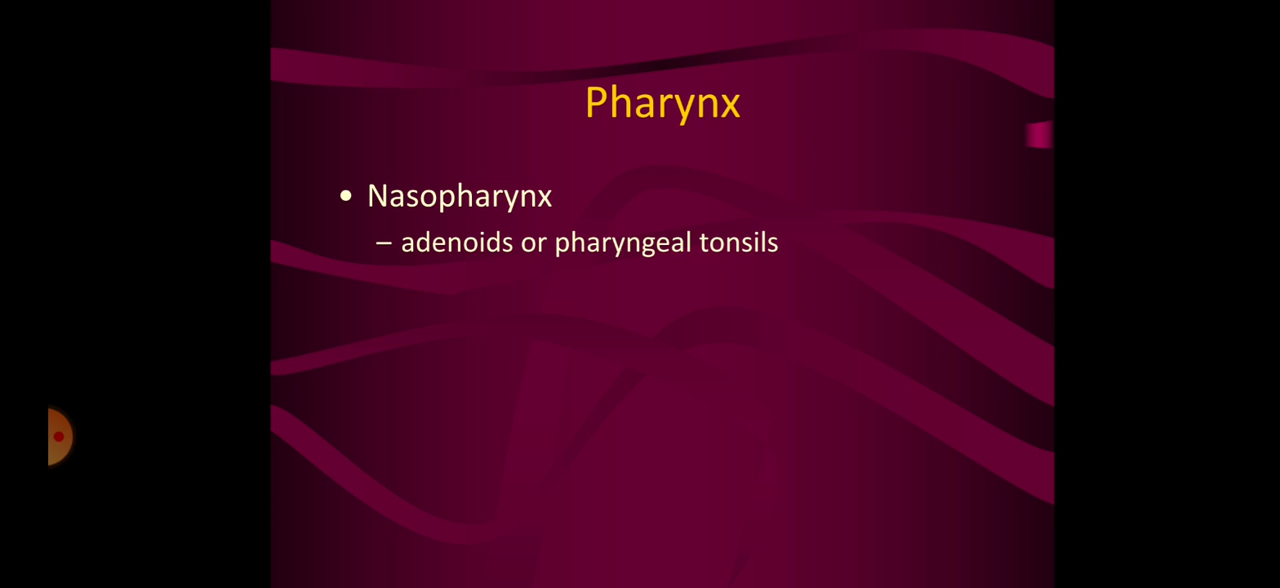 Pharynx
• Nasopharynx
– adenoids or pharyngeal tonsils